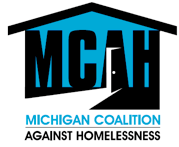 MCAH
MICHIGAN COALITION
AGAINST HOMELESSNESS